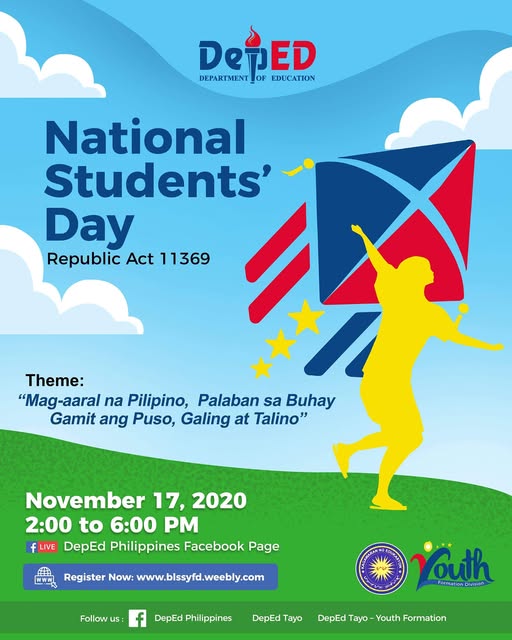 DepED
DEPARTMENT OF EDUCATION
National
Students'
Day
Republic Act 11369
Theme:
“Mag-aaral na Pilipino, Palaban sa Buhay
Gamit ang Puso, Galing at Talino”
November 17, 2020
2:00 to 6:00 PM
f LIVE DepEd Philippines Facebook Page
WWW Register Now: www.blssyfd.weebly.com
Youth
Formation Division
Follow us : f DepEd Philippines DepEd Tayo DepEd Tayo – Youth Formation